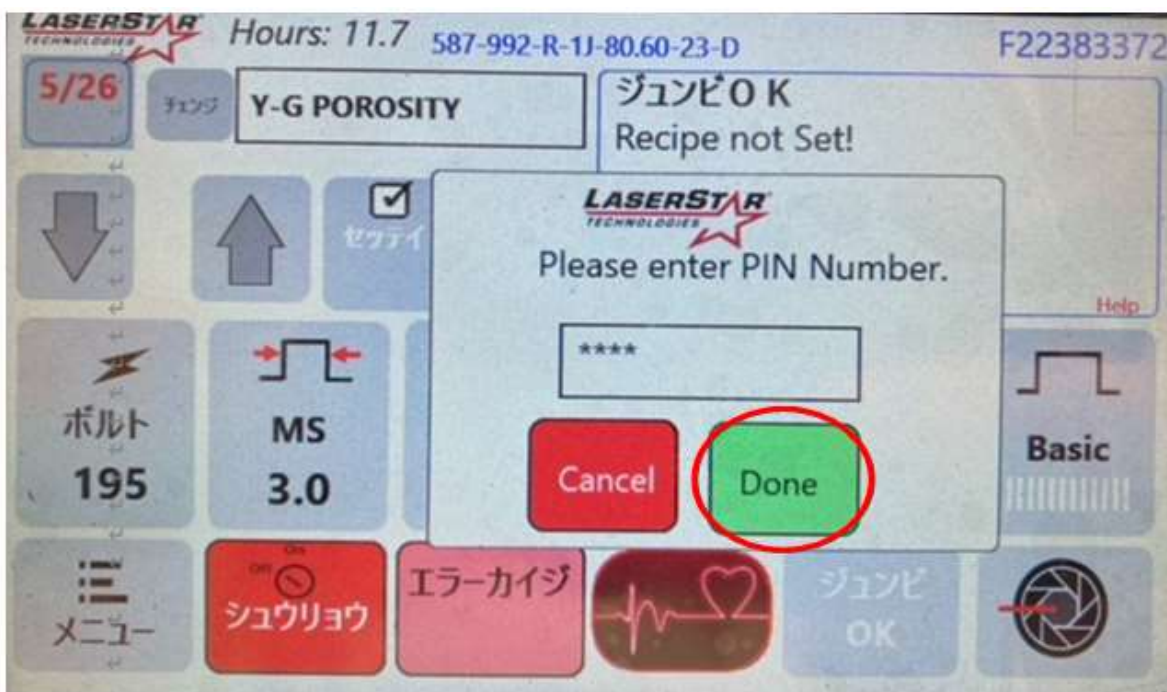 LASERSTAR
TECHNOLOGIES
Hours: 11.7
587-992-R-1J-80.60-23-D
F22383372
5/26
チェンジ
Y-G POROSITY
ジュンビOK
Recipe not Set!
セッテイ
LASERSTAR
TECHNOLOGIES
Please enter PIN Number.
Help
****
ボルト
195
MS
3.0
Cancel
Done
Basic
メニュー
On
Off
シュウリョウ
エラーカイジ
ジュンビ
OK